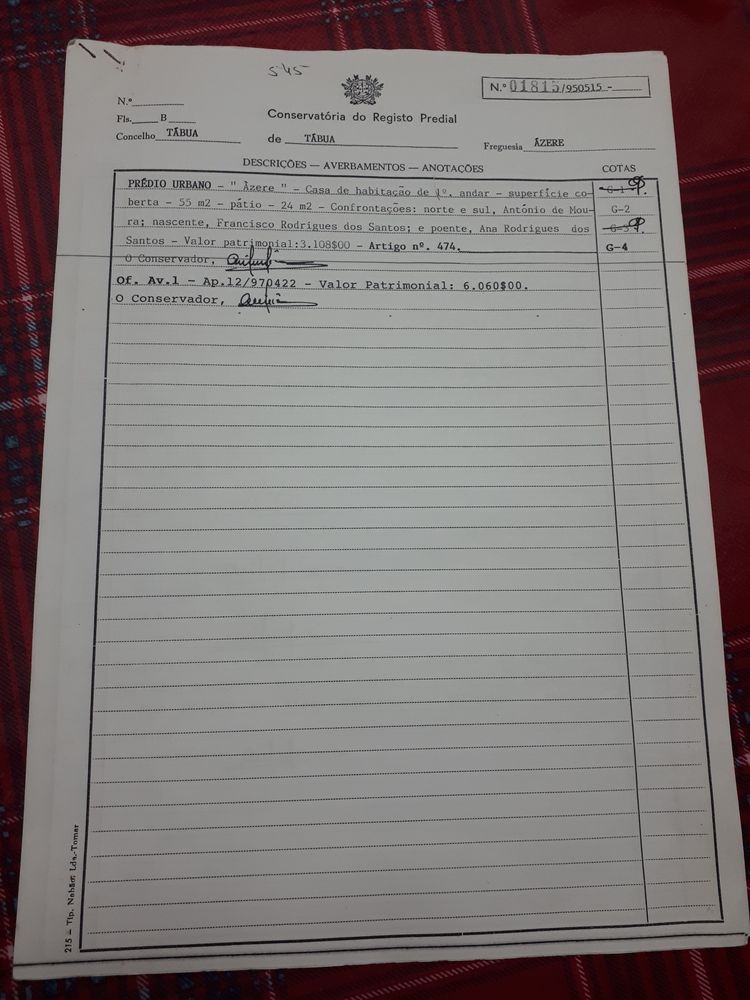 545
N.º 01815/950515 -
N.º
Conservatória do Registo Predial
Fls. B
Concelho TÁBUA
de TÁBUA
Freguesia ÁZERE
DESCRIÇÕES — AVERBAMENTOS — ANOTAÇÕES
COTAS
PRÉDIO URBANO - " Àzere " - Casa de habitação de 1º. andar - superfície co- G-1
berta - 55 m2 - pátio - 24 m2 - Confrontações: norte e sul, António de Mou- G-2
ra; nascente, Francisco Rodrigues dos Santos; e poente, Ana Rodrigues dos G-3
Santos - Valor patrimonial:3.108$00 - Artigo nº. 474. G-4
O Conservador,
Of. Av.1 - Ap.12/970422 - Valor Patrimonial: 6.060$00.
O Conservador,
215 — Tip. Nabão, Lda.-Tomar